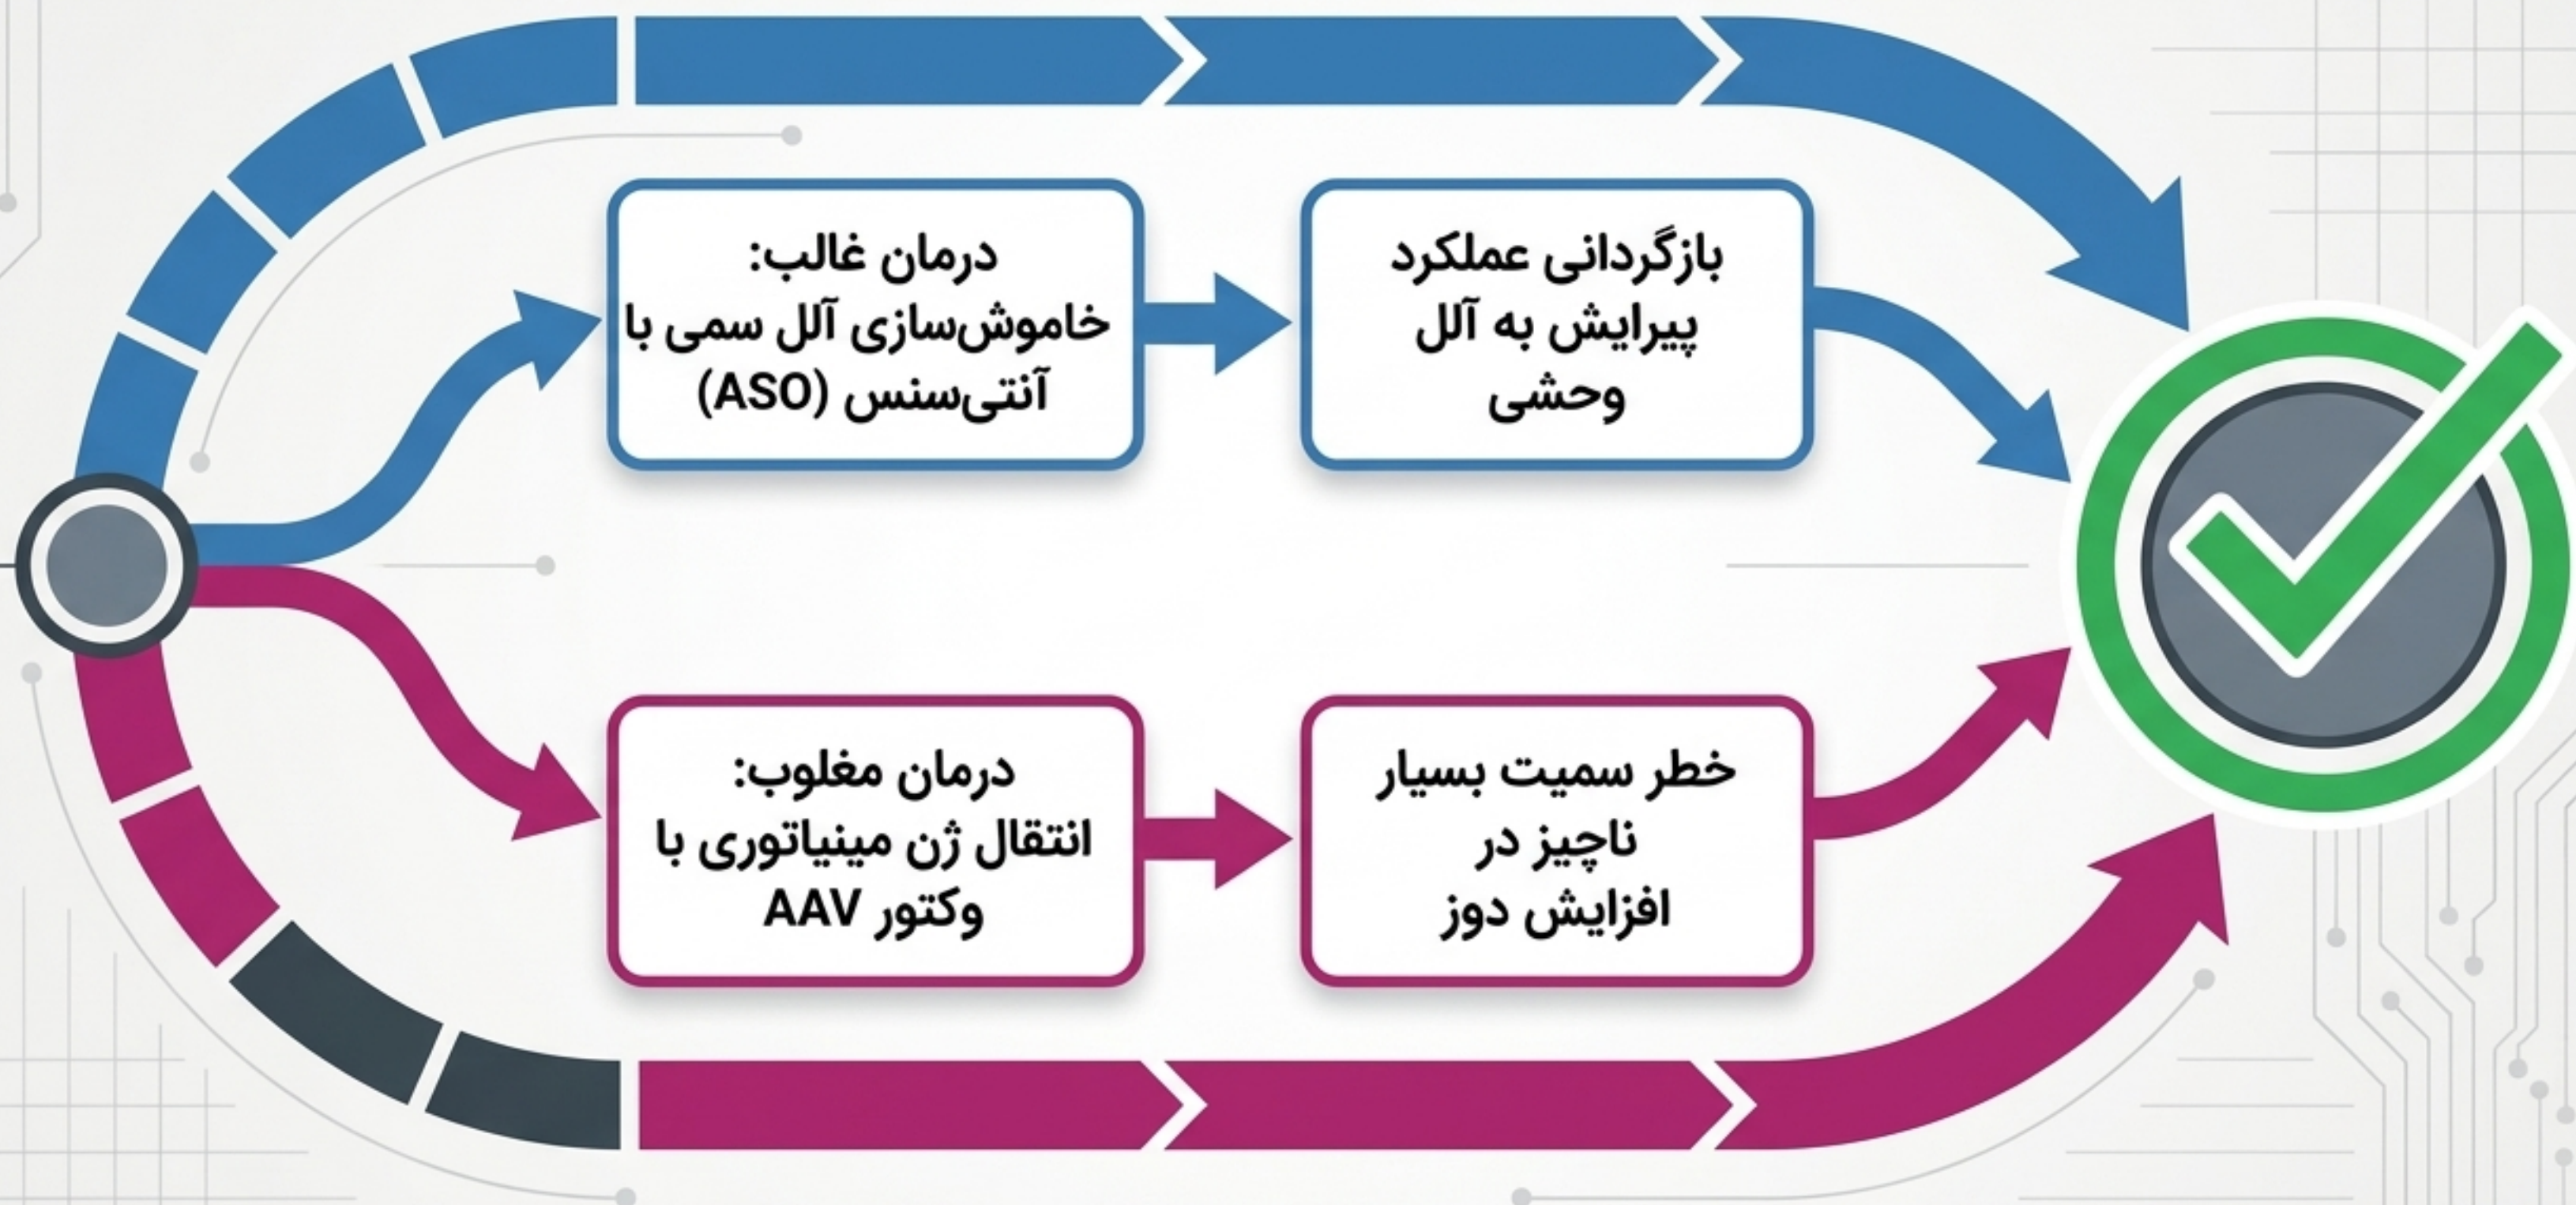 درمان غالب:
خاموش‌سازی آلل سمی با
آنتی‌سنس (ASO)
بازگردانی عملکرد
پیرایش به آلل
وحشی
درمان مغلوب:
انتقال ژن مینیاتوری با
وکتور AAV
خطر سمیت بسیار
ناچیز در
افزایش دوز